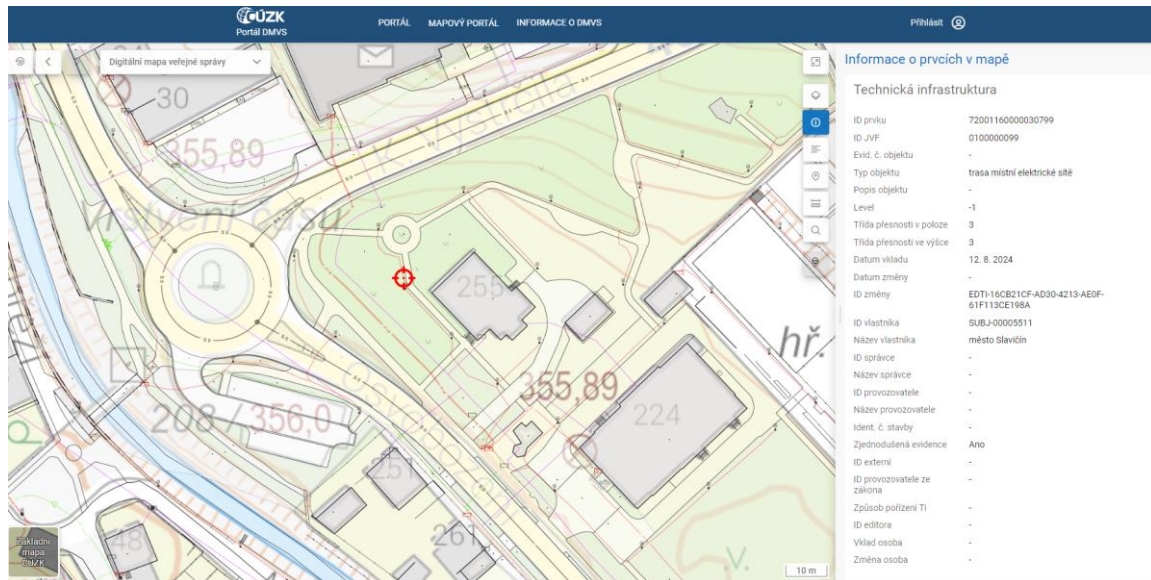 ČÚZK
Portál DMVS
PORTÁL
MAPOVÝ PORTÁL
INFORMACE O DMVS
Přihlásit
Digitální mapa veřejné správy
Informace o prvcích v mapě
Technická infrastruktura
ID prvku 72001160000030799
ID JVF 0100000099
Evid. č. objektu -
Typ objektu trasa místní elektrické sítě
Popis objektu -
Level -1
Třída přesnosti v poloze 3
Třída přesnosti ve výšce 3
Datum vkladu 12. 8. 2024
Datum změny -
ID změny EDTI-16CB21CF-AD30-4213-AE0F-
61F113CE198A
ID vlastníka SUBJ-00005511
Název vlastníka město Slavičín
ID správce -
Název správce -
ID provozovatele -
Název provozovatele -
Ident. č. stavby -
Zjednodušená evidence Ano
ID externí -
ID provozovatele ze
zákona -
Způsob pořízení TI -
ID editora -
Vklad osoba -
Změna osoba -
30
355,89
K. Vystrčila
Vrstvení času
255
hř.
355,89
224
208 / 356,0
251
261
48
V.
Základní
mapa
ČÚZK
10 m